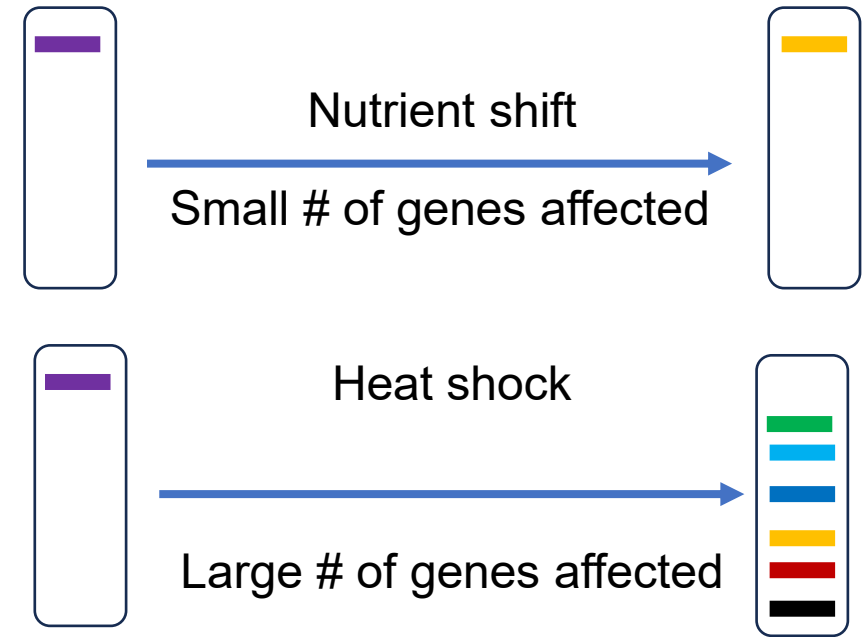 Nutrient shift
Small # of genes affected
Heat shock
Large # of genes affected